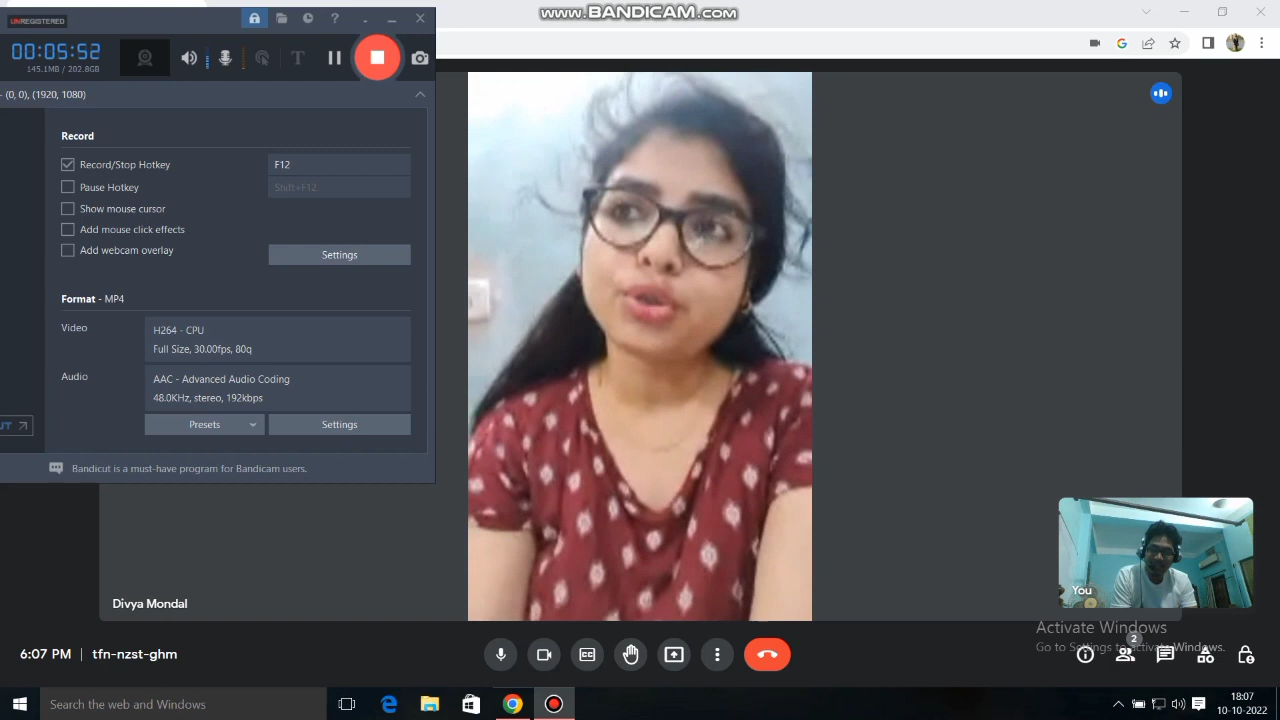 www.BANDICAM.com
UNREGISTERED
00:05:52
145.1MB / 202.8GB
- (0, 0), (1920, 1080)
Record
Record/Stop Hotkey
F12
Pause Hotkey
Shift+F12
Show mouse cursor
Add mouse click effects
Add webcam overlay
Settings
Format - MP4
Video
H264 - CPU
Full Size, 30.00fps, 80q
Audio
AAC - Advanced Audio Coding
48.0KHz, stereo, 192kbps
Presets
Settings
UT
Bandicut is a must-have program for Bandicam users.
Divya Mondal
You
Activate Windows
Go to Settings to activate Windows.
2
6:07 PM | tfn-nzst-ghm
Search the web and Windows
18:07
10-10-2022